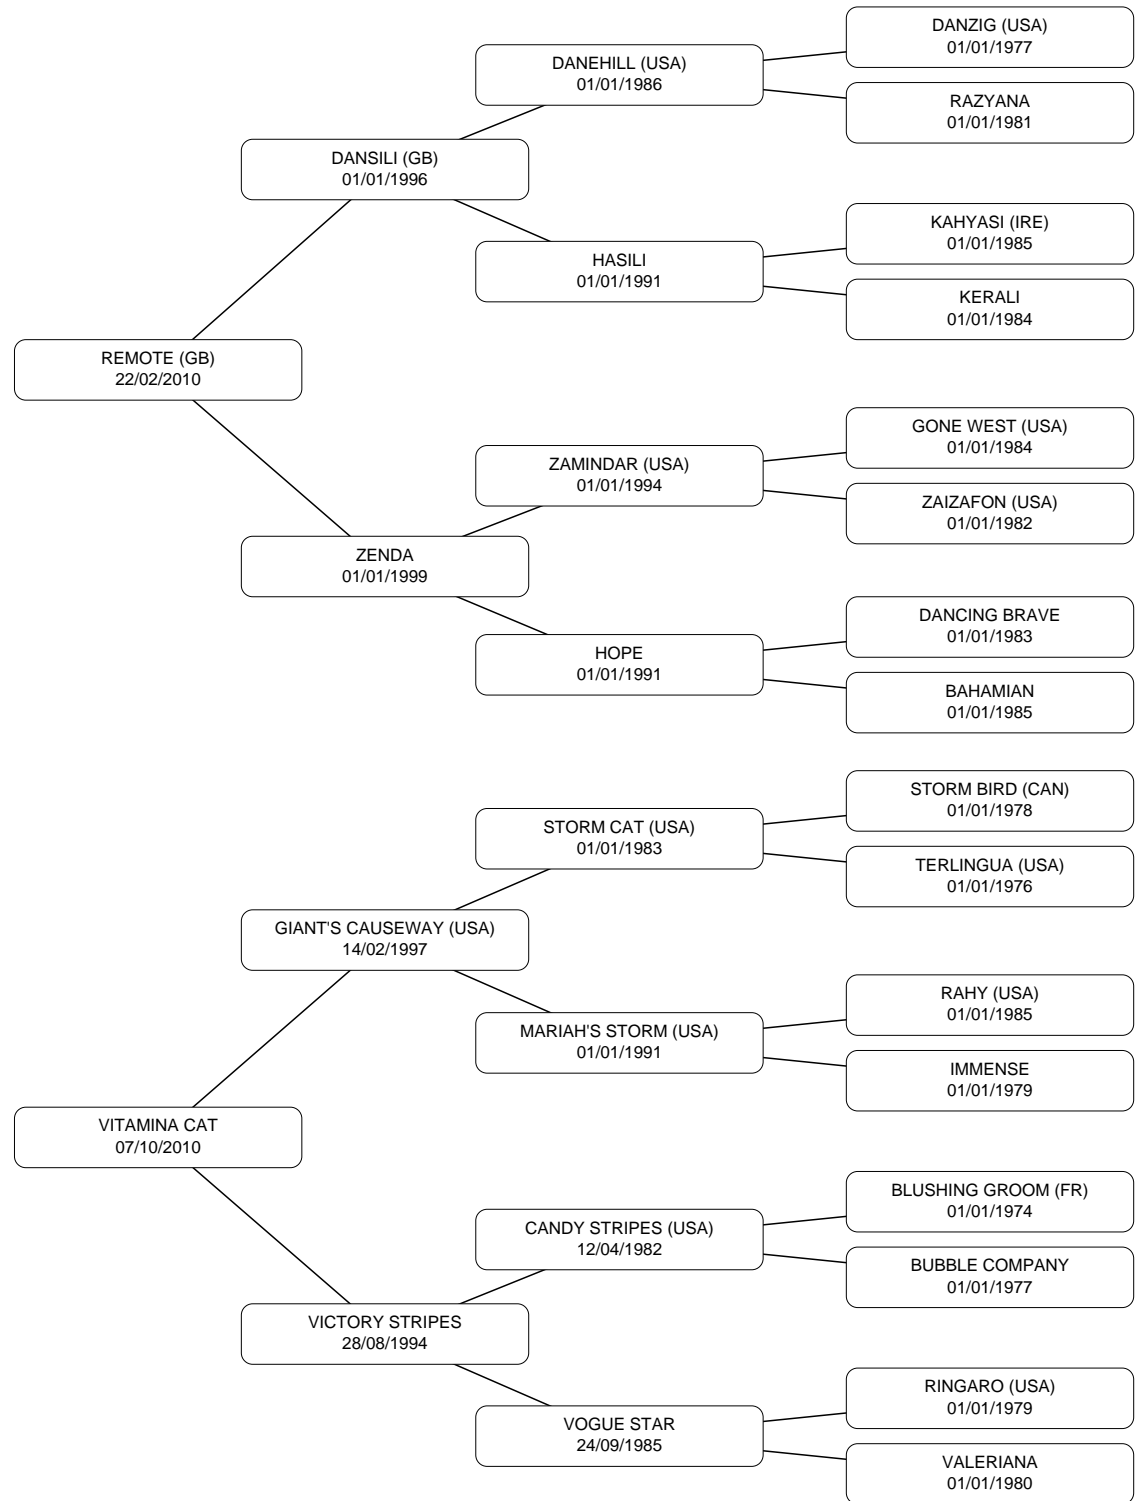 DANZIG (USA)
01/01/1977
DANEHILL (USA)
01/01/1986
RAZYANA
01/01/1981
DANSILI (GB)
01/01/1996
KAHYASI (IRE)
01/01/1985
HASILI
01/01/1991
KERALI
01/01/1984
REMOTE (GB)
22/02/2010
GONE WEST (USA)
01/01/1984
ZAMINDAR (USA)
01/01/1994
ZAIZAFON (USA)
01/01/1982
ZENDA
01/01/1999
DANCING BRAVE
01/01/1983
HOPE
01/01/1991
BAHAMIAN
01/01/1985
STORM BIRD (CAN)
01/01/1978
STORM CAT (USA)
01/01/1983
TERLINGUA (USA)
01/01/1976
GIANT'S CAUSEWAY (USA)
14/02/1997
RAHY (USA)
01/01/1985
MARIAH'S STORM (USA)
01/01/1991
IMMENSE
01/01/1979
VITAMINA CAT
07/10/2010
BLUSHING GROOM (FR)
01/01/1974
CANDY STRIPES (USA)
12/04/1982
BUBBLE COMPANY
01/01/1977
VICTORY STRIPES
28/08/1994
RINGARO (USA)
01/01/1979
VOGUE STAR
24/09/1985
VALERIANA
01/01/1980